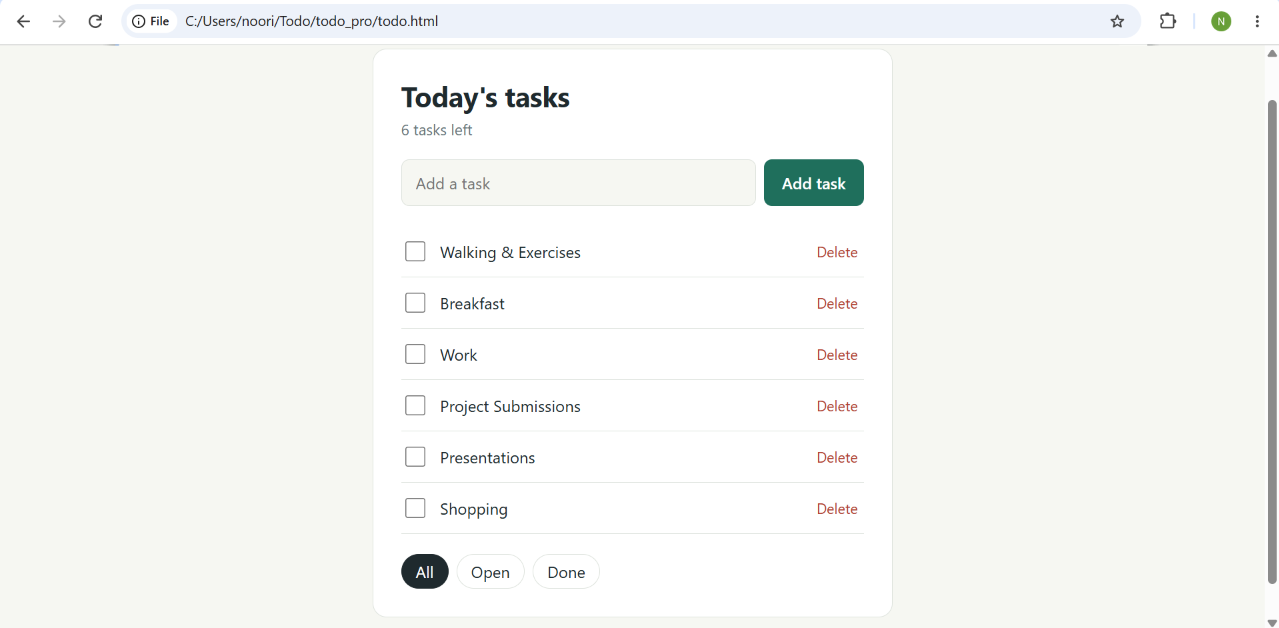 File C:/Users/noori/Todo/todo_pro/todo.html N
Today's tasks
6 tasks left
Add a task Add task
Walking & Exercises Delete
Breakfast Delete
Work Delete
Project Submissions Delete
Presentations Delete
Shopping Delete
All Open Done